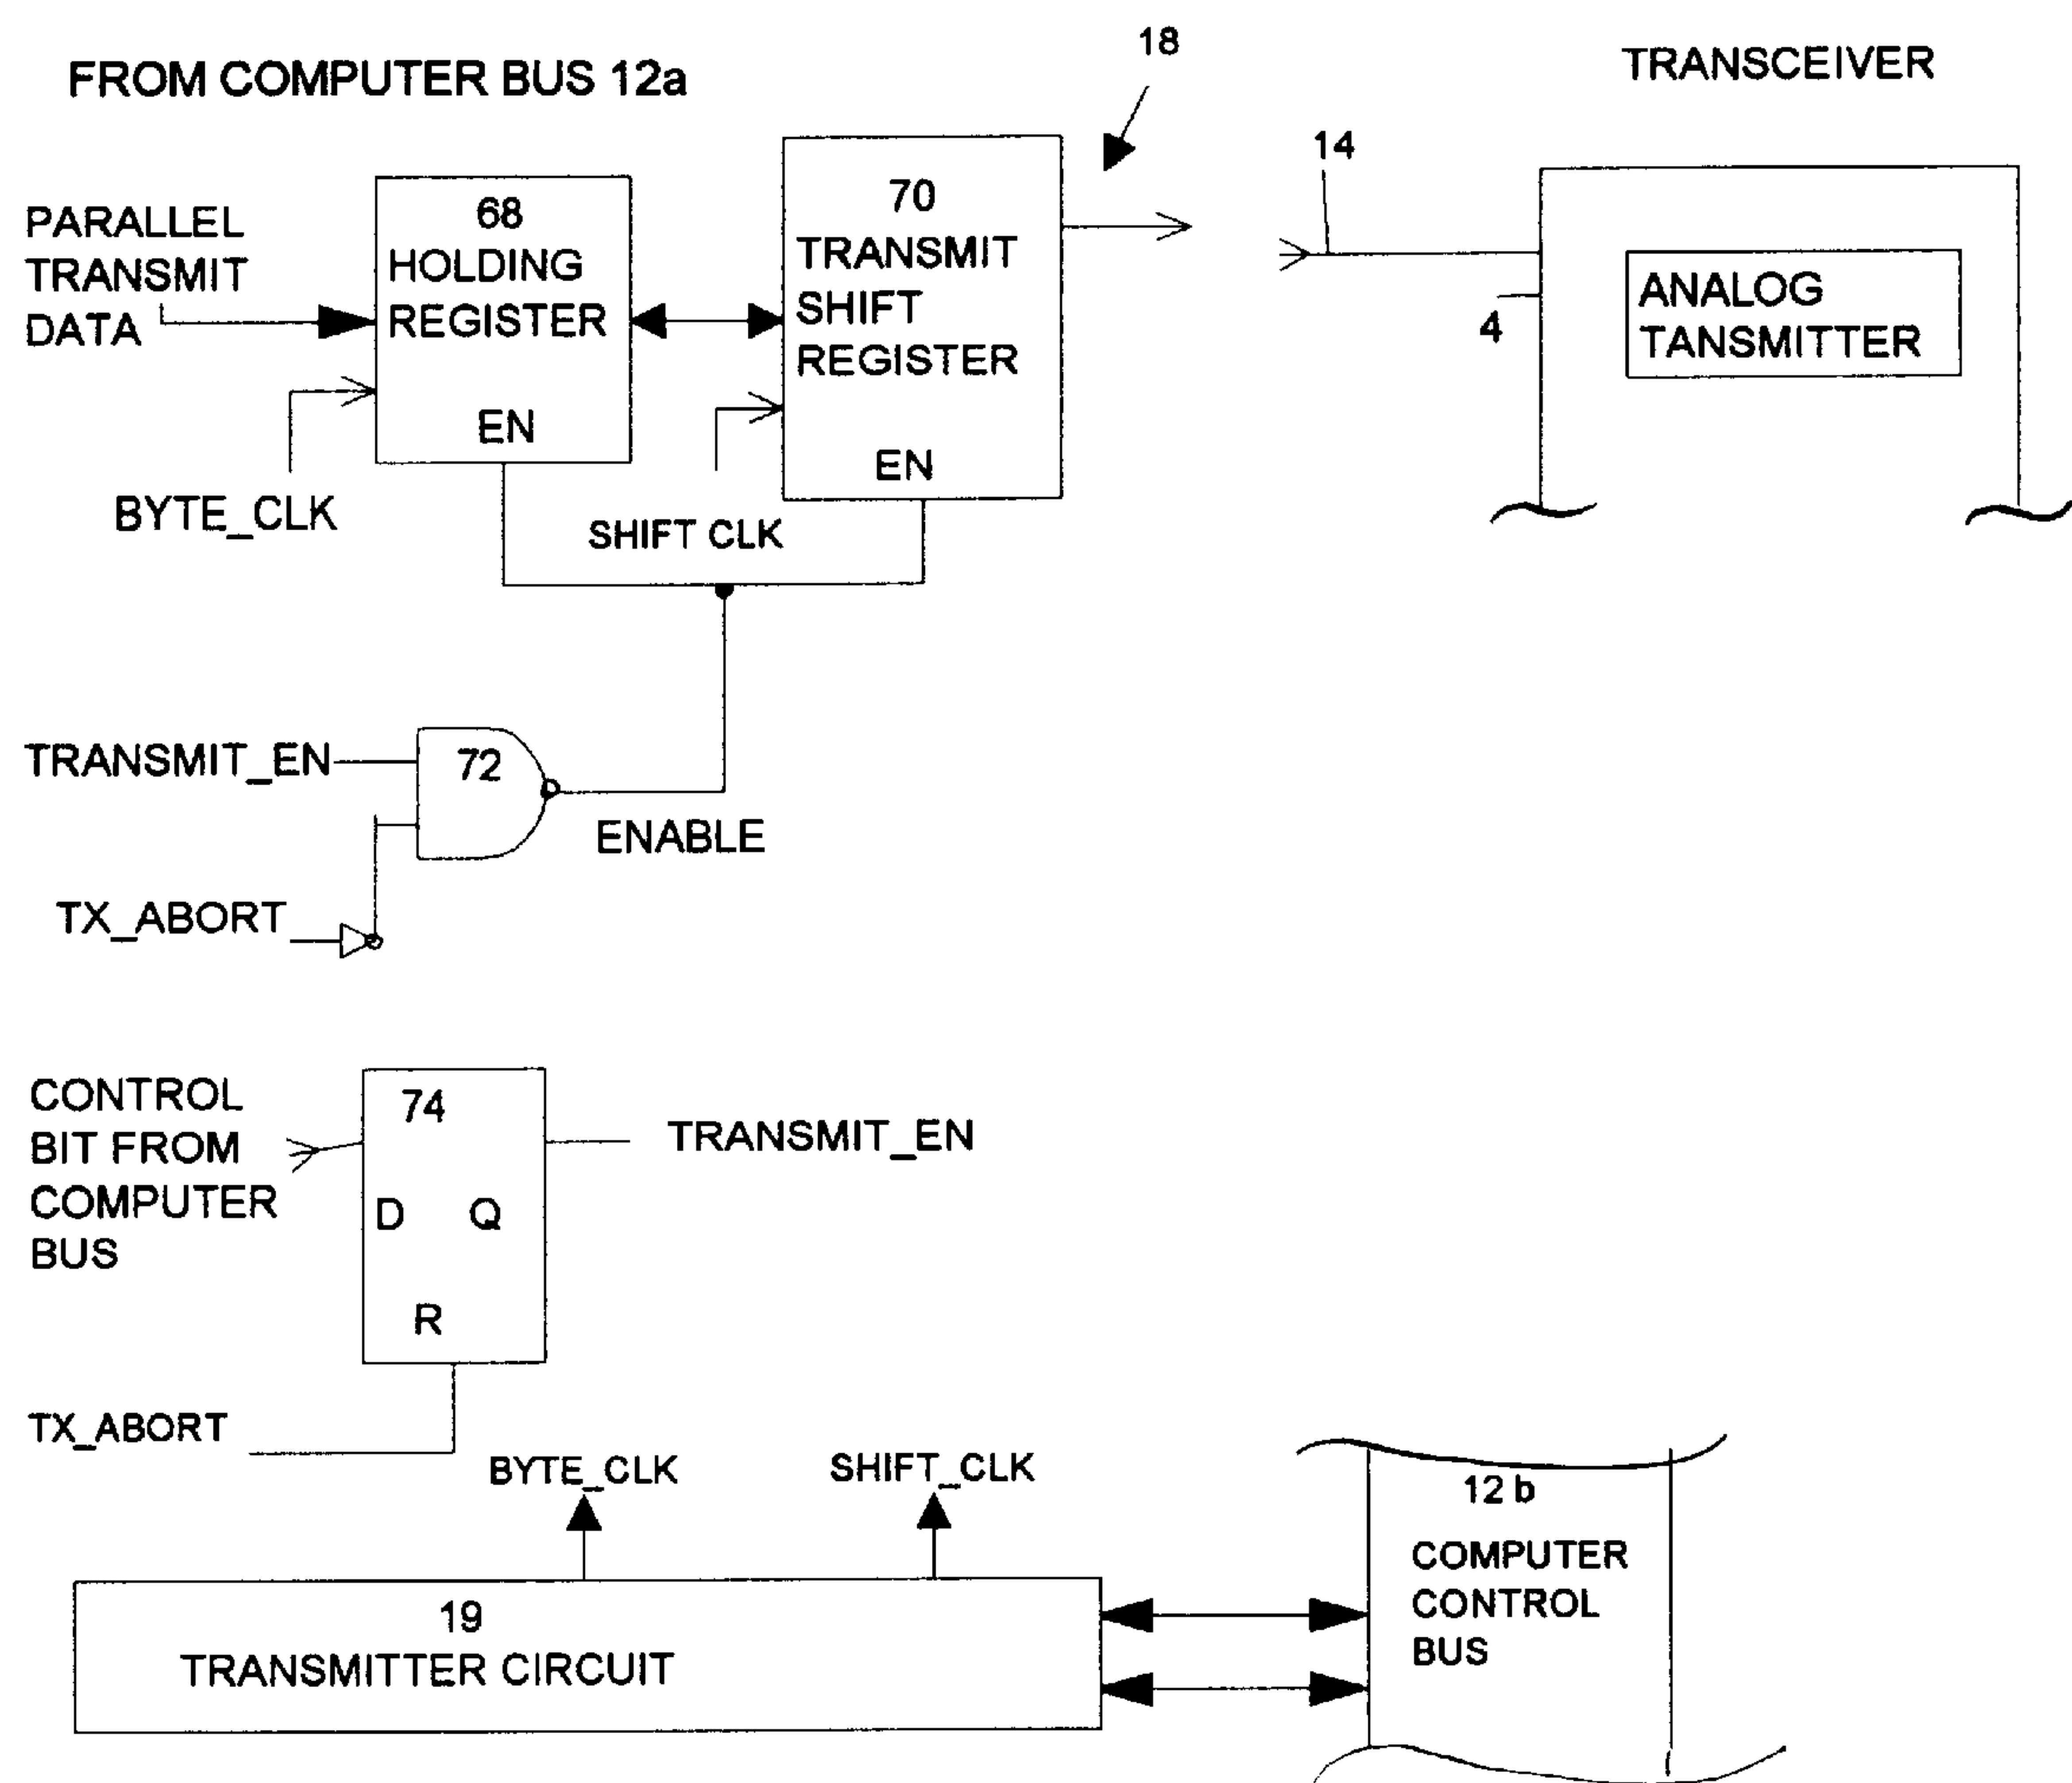 FROM COMPUTER BUS 12a
18
TRANSCEIVER
14
PARALLEL
TRANSMIT
DATA
68
HOLDING
REGISTER
EN
70
TRANSMIT
SHIFT
REGISTER
EN
4
ANALOG
TANSMITTER
BYTE_CLK
SHIFT CLK
TRANSMIT_EN
72
ENABLE
TX_ABORT
CONTROL
BIT FROM
COMPUTER
BUS
74
D Q
R
TRANSMIT_EN
TX_ABORT
BYTE_CLK
SHIFT_CLK
19
TRANSMITTER CIRCUIT
12 b
COMPUTER
CONTROL
BUS